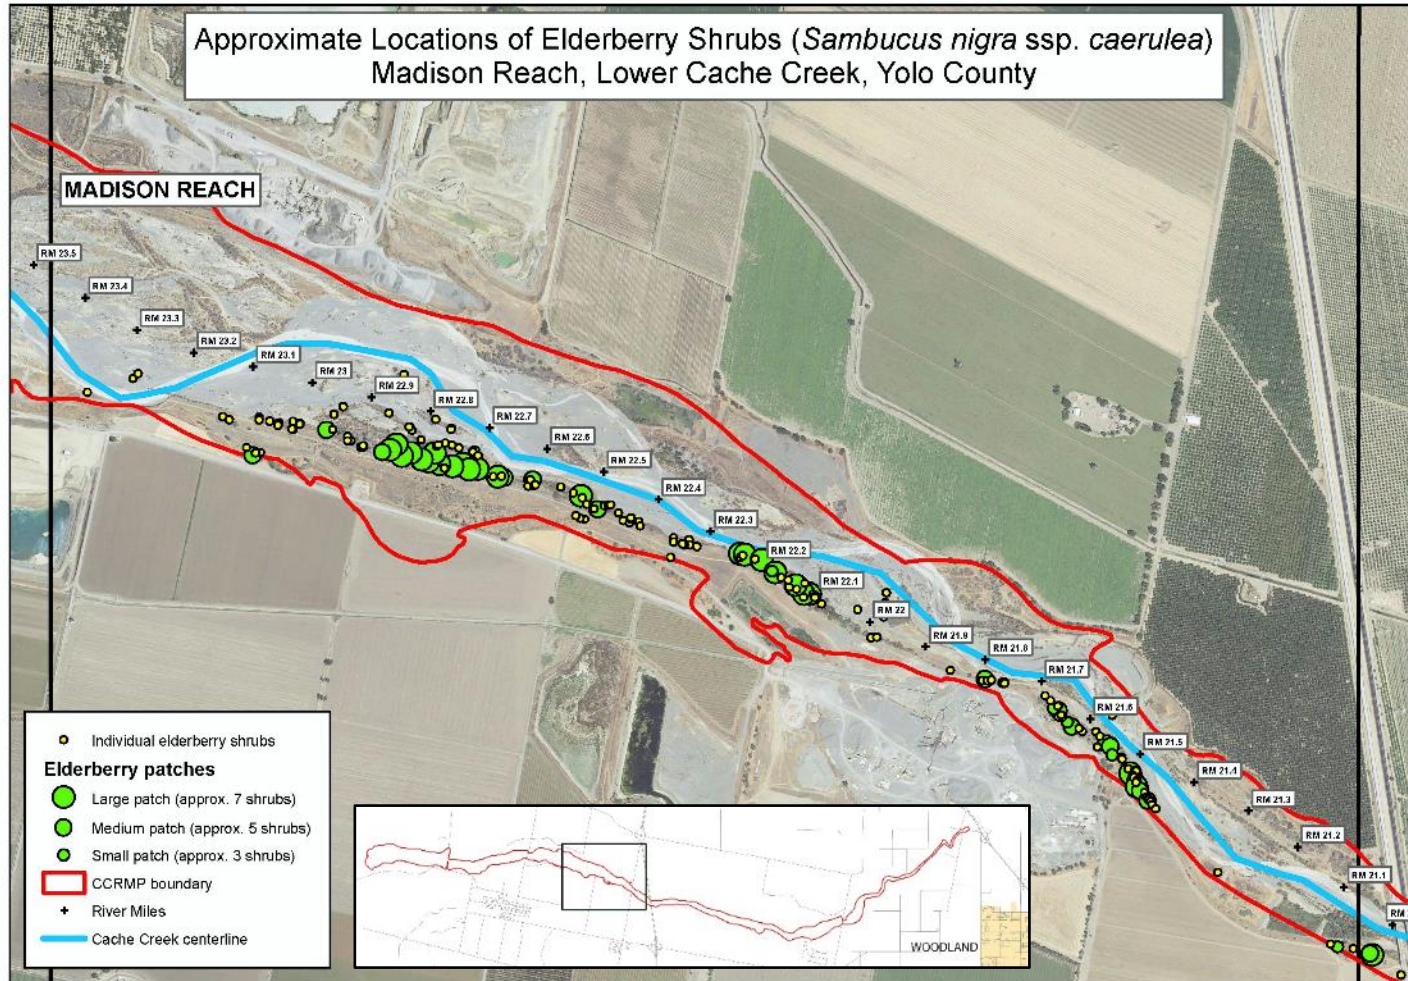 Approximate Locations of Elderberry Shrubs (Sambucus nigra ssp. caerulea)
Madison Reach, Lower Cache Creek, Yolo County
MADISON REACH
RM 23.5
RM 23.4
RM 23.3
RM 23.2
RM 23.1
RM 23
RM 22.9
RM 22.8
RM 22.7
RM 22.6
RM 22.5
RM 22.4
RM 22.3
RM 22.2
RM 22.1
RM 22
RM 21.9
RM 21.8
RM 21.7
RM 21.6
RM 21.5
RM 21.4
RM 21.3
RM 21.2
RM 21.1
Individual elderberry shrubs
Elderberry patches
Large patch (approx. 7 shrubs)
Medium patch (approx. 5 shrubs)
Small patch (approx. 3 shrubs)
CCRMP boundary
River Miles
Cache Creek centerline
WOODLAND